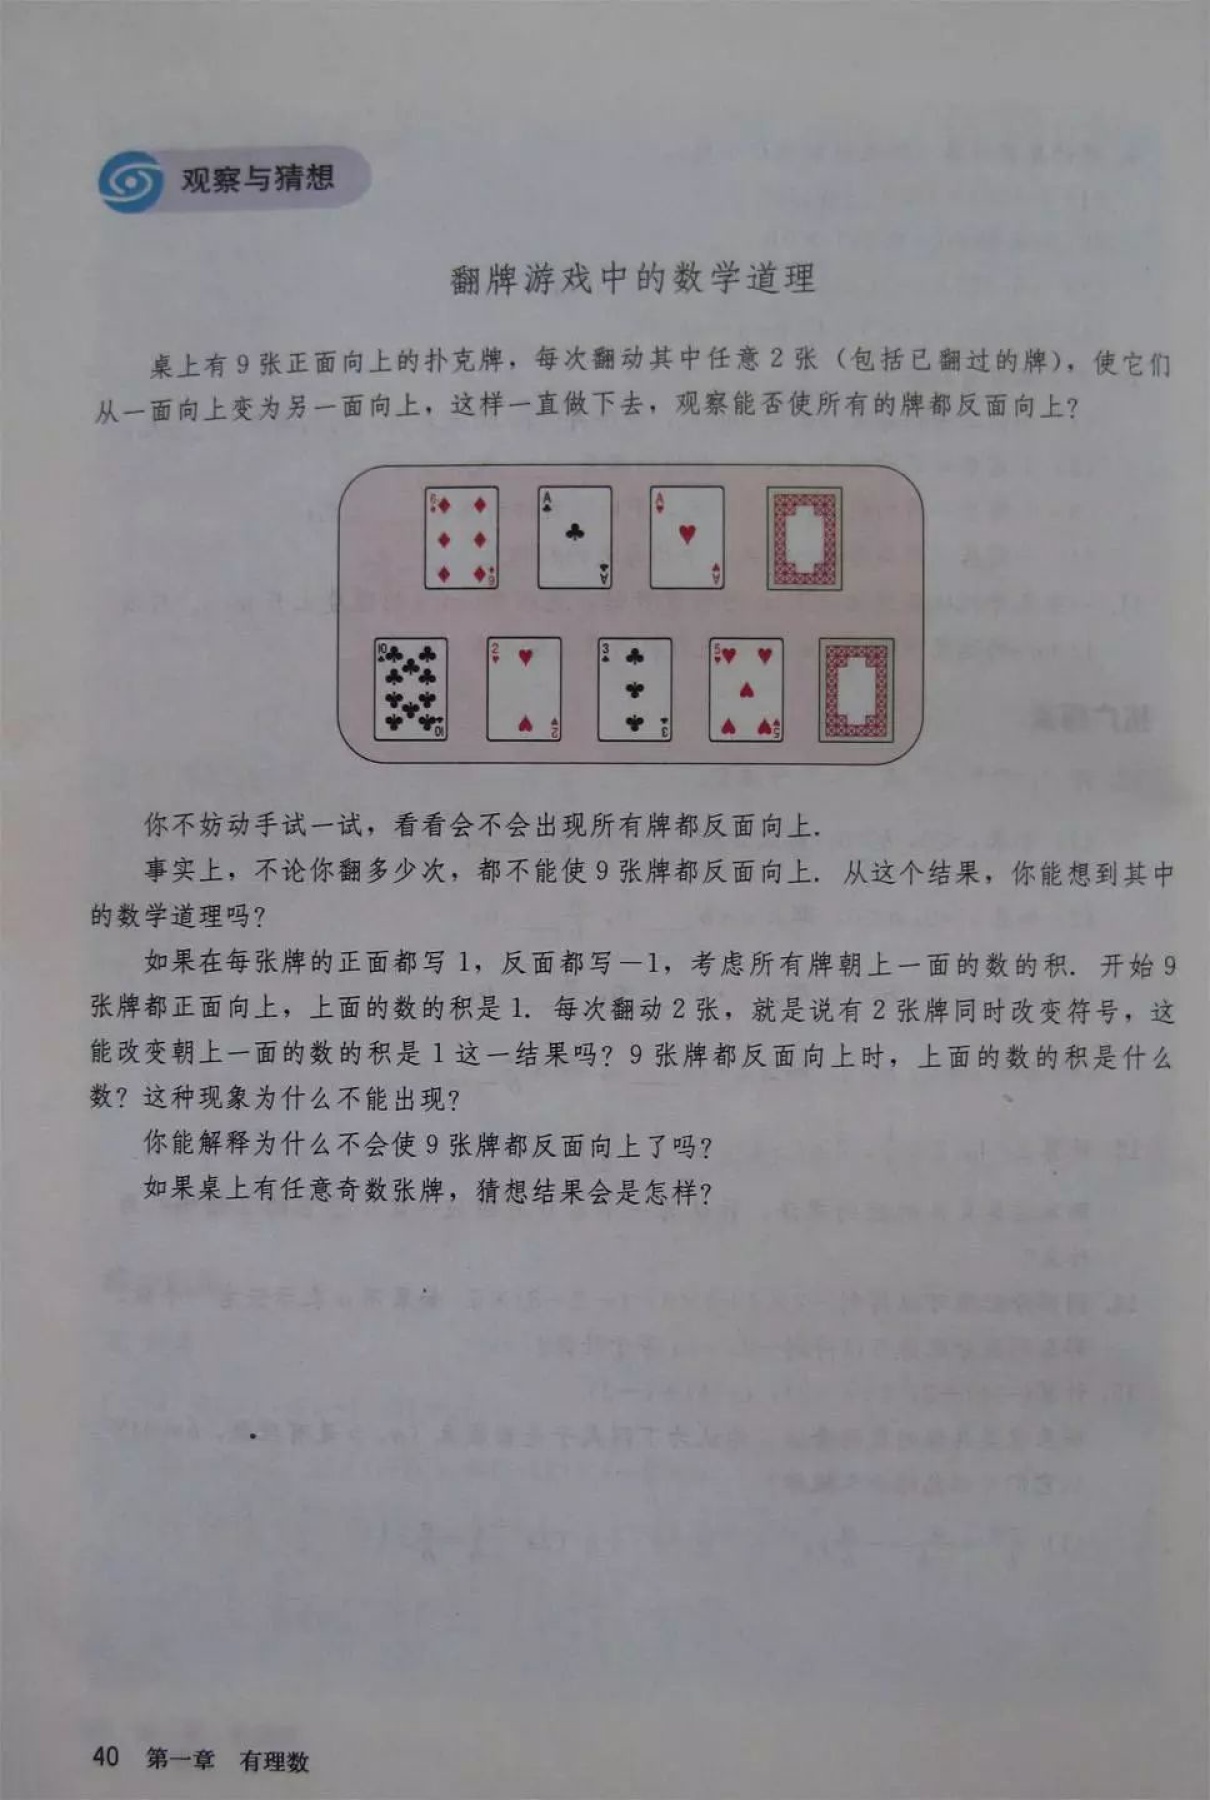 观察与猜想
翻牌游戏中的数学道理
桌上有 9 张正面向上的扑克牌，每次翻动其中任意 2 张（包括已翻过的牌），使它们
从一面向上变为另一面向上，这样一直做下去，观察能否使所有的牌都反面向上？
6 A A
9 A A
10 2 3 5
10 2 3 5
你不妨动手试一试，看看会不会出现所有牌都反面向上．
事实上，不论你翻多少次，都不能使 9 张牌都反面向上．从这个结果，你能想到其中
的数学道理吗？
如果在每张牌的正面都写 1，反面都写－1，考虑所有牌朝上一面的数的积．开始 9
张牌都正面向上，上面的数的积是 1．每次翻动 2 张，就是说有 2 张牌同时改变符号，这
能改变朝上一面的数的积是 1 这一结果吗？9 张牌都反面向上时，上面的数的积是什么
数？这种现象为什么不能出现？
你能解释为什么不会使 9 张牌都反面向上了吗？
如果桌上有任意奇数张牌，猜想结果会是怎样？
40 第一章 有理数